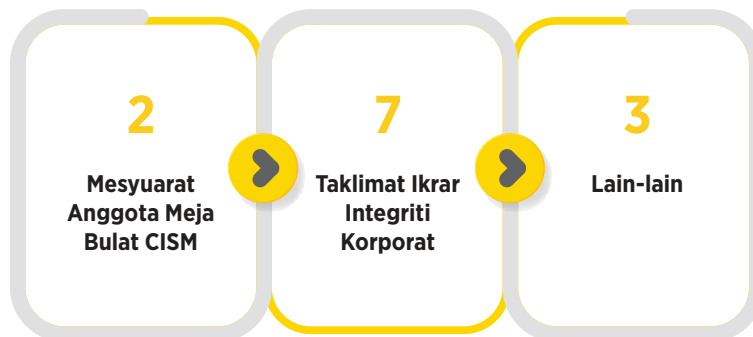 2
Mesyuarat
Anggota Meja
Bulat CISM
7
Taklimat Ikrar
Integriti
Korporat
3
Lain-lain